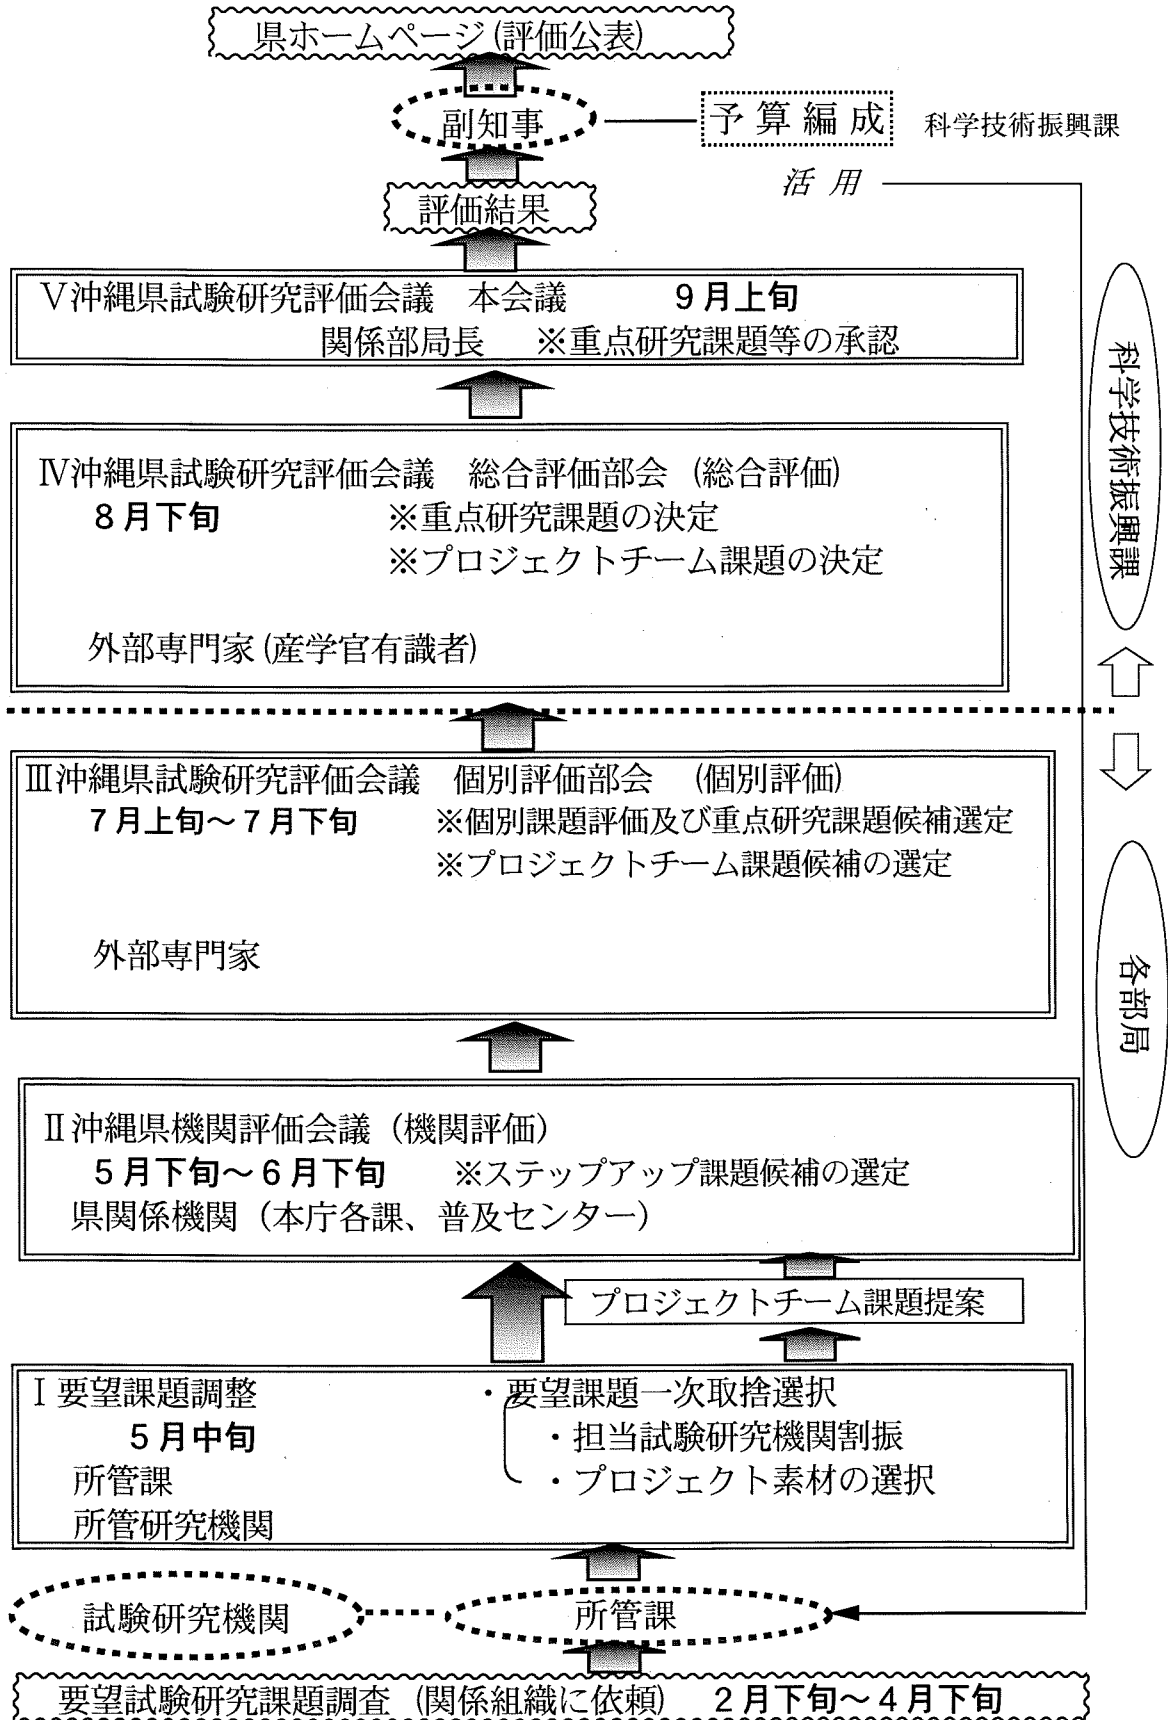 県ホームページ(評価公表)
副知事
予算編成
科学技術振興課
活用
評価結果
Ⅴ沖縄県試験研究評価会議 本会議 9月上旬
関係部局長 ※重点研究課題等の承認
Ⅳ沖縄県試験研究評価会議 総合評価部会 (総合評価)
8月下旬 ※重点研究課題の決定
※プロジェクトチーム課題の決定
外部専門家(産学官有識者)
科学技術振興課
Ⅲ沖縄県試験研究評価会議 個別評価部会 (個別評価)
7月上旬～7月下旬 ※個別課題評価及び重点研究課題候補選定
※プロジェクトチーム課題候補の選定
外部専門家
各部局
Ⅱ沖縄県機関評価会議(機関評価)
5月下旬～6月下旬 ※ステップアップ課題候補の選定
県関係機関(本庁各課、普及センター)
プロジェクトチーム課題提案
Ⅰ要望課題調整 ・要望課題一次取捨選択
5月中旬 ・担当試験研究機関割振
所管課 ・プロジェクト素材の選択
所管研究機関
試験研究機関
所管課
要望試験研究課題調査 (関係組織に依頼) 2月下旬～4月下旬